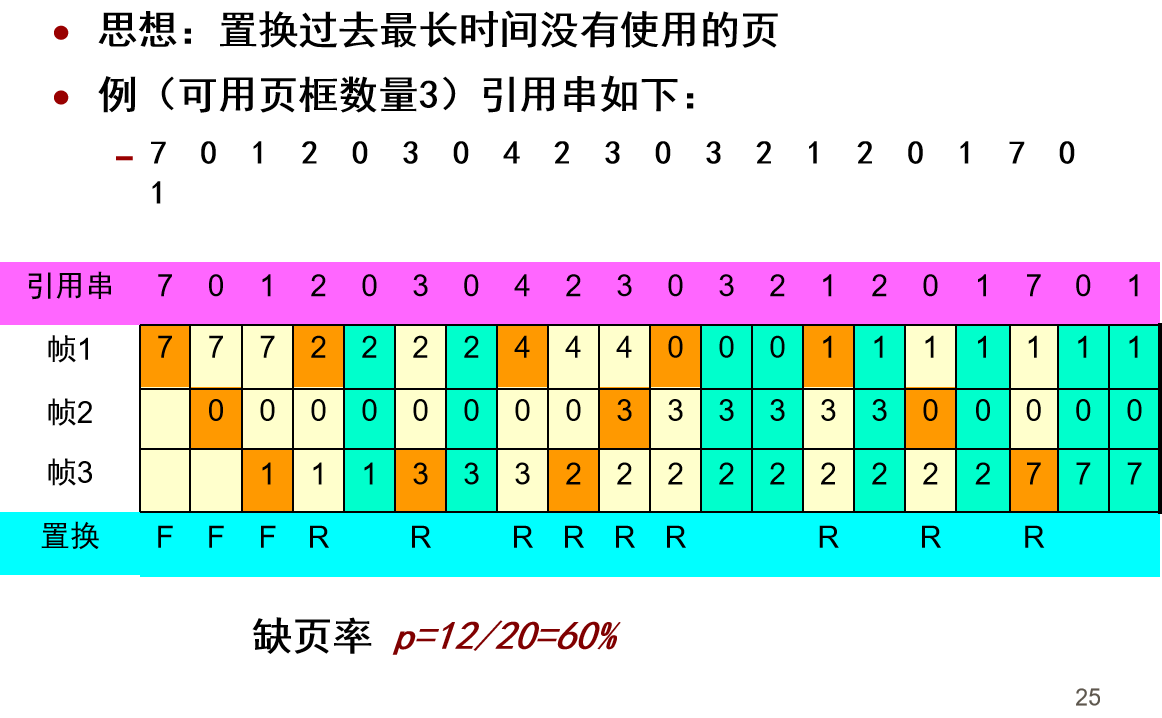 • 思想：置换过去最长时间没有使用的页
• 例（可用页框数量3）引用串如下：
– 7 0 1 2 0 3 0 4 2 3 0 3 2 1 2 0 1 7 0
1
引用串 7 0 1 2 0 3 0 4 2 3 0 3 2 1 2 0 1 7 0 1
帧1 7 7 7 2 2 2 2 4 4 4 0 0 0 1 1 1 1 1 1 1
帧2 0 0 0 0 0 0 0 0 3 3 3 3 3 3 0 0 0 0 0
帧3 1 1 1 3 3 3 2 2 2 2 2 2 2 2 2 7 7 7
置换 F F F R R R R R R R R R
缺页率 p=12/20=60%
25